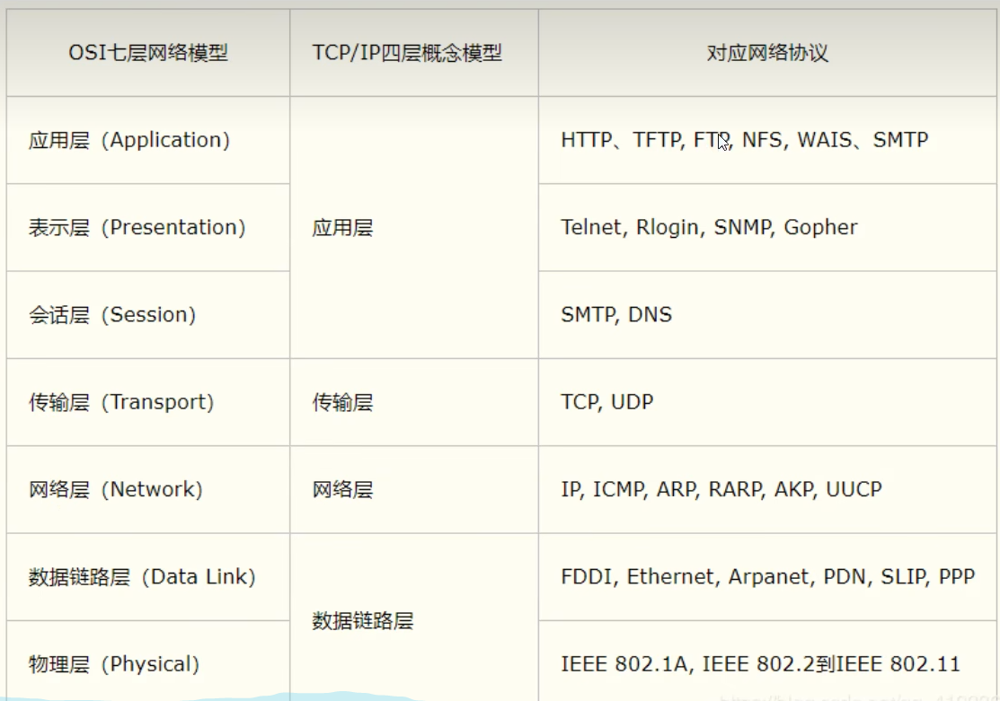 OSI七层网络模型 TCP/IP四层概念模型 对应网络协议
应用层（Application） HTTP、TFTP, FTP, NFS, WAIS、SMTP
表示层（Presentation） 应用层 Telnet, Rlogin, SNMP, Gopher
会话层（Session） SMTP, DNS
传输层（Transport） 传输层 TCP, UDP
网络层（Network） 网络层 IP, ICMP, ARP, RARP, AKP, UUCP
数据链路层（Data Link） FDDI, Ethernet, Arpanet, PDN, SLIP, PPP
数据链路层
物理层（Physical） IEEE 802.1A, IEEE 802.2到IEEE 802.11